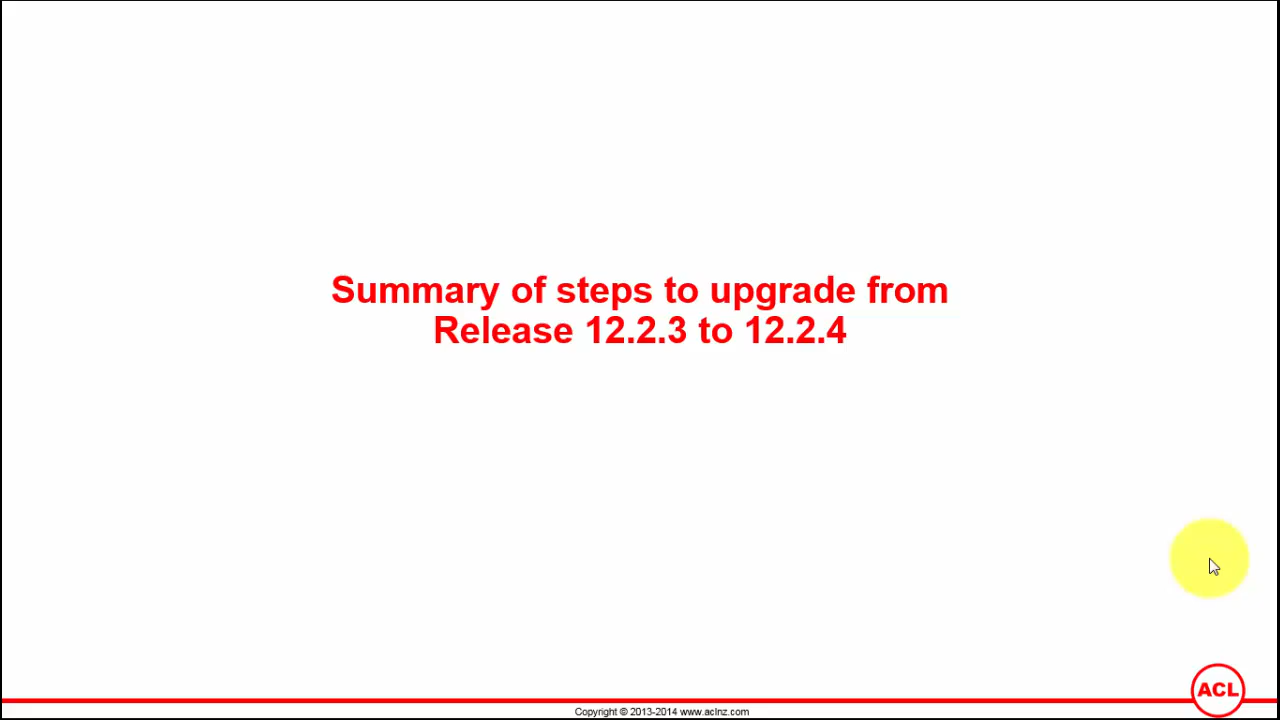 Summary of steps to upgrade from
Release 12.2.3 to 12.2.4
ACL
Copyright © 2013-2014 www.aclnz.com